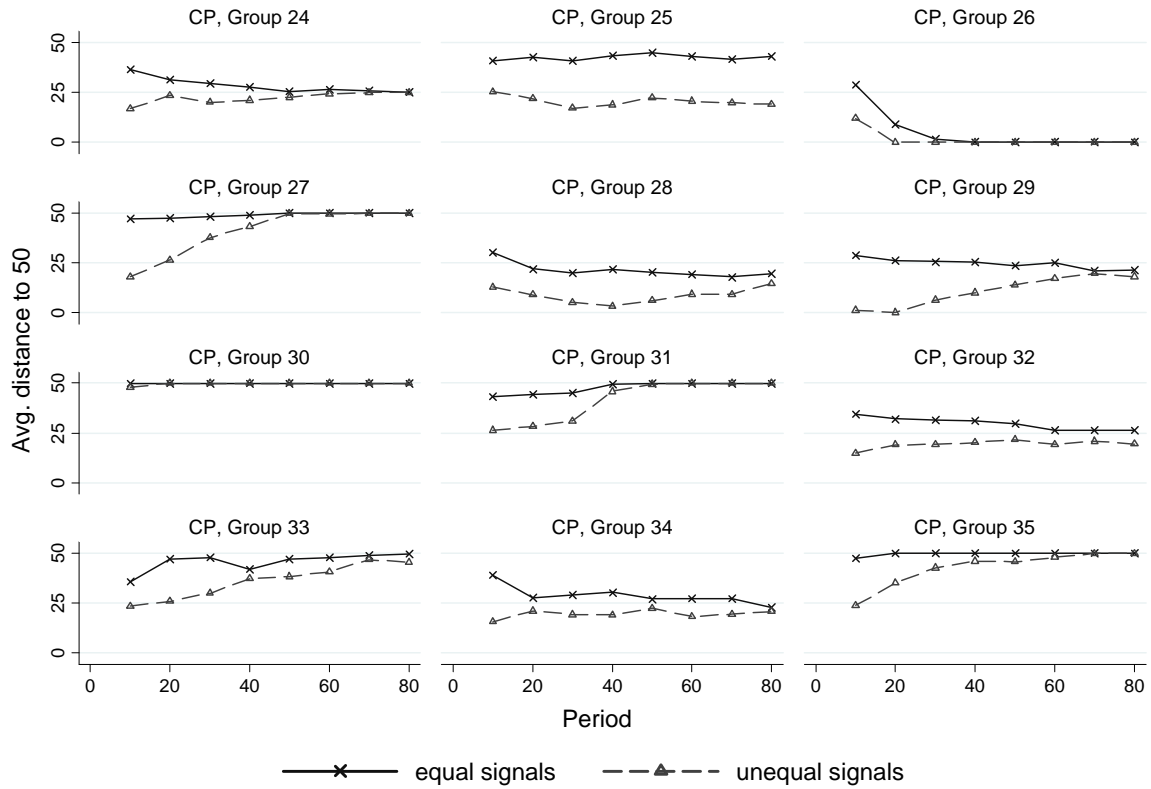 CP, Group 24 CP, Group 25 CP, Group 26
50
25
0
CP, Group 27 CP, Group 28 CP, Group 29
50
25
0
Avg. distance to 50
CP, Group 30 CP, Group 31 CP, Group 32
50
25
0
CP, Group 33 CP, Group 34 CP, Group 35
50
25
0
0 20 40 60 80 0 20 40 60 80 0 20 40 60 80
Period
equal signals unequal signals